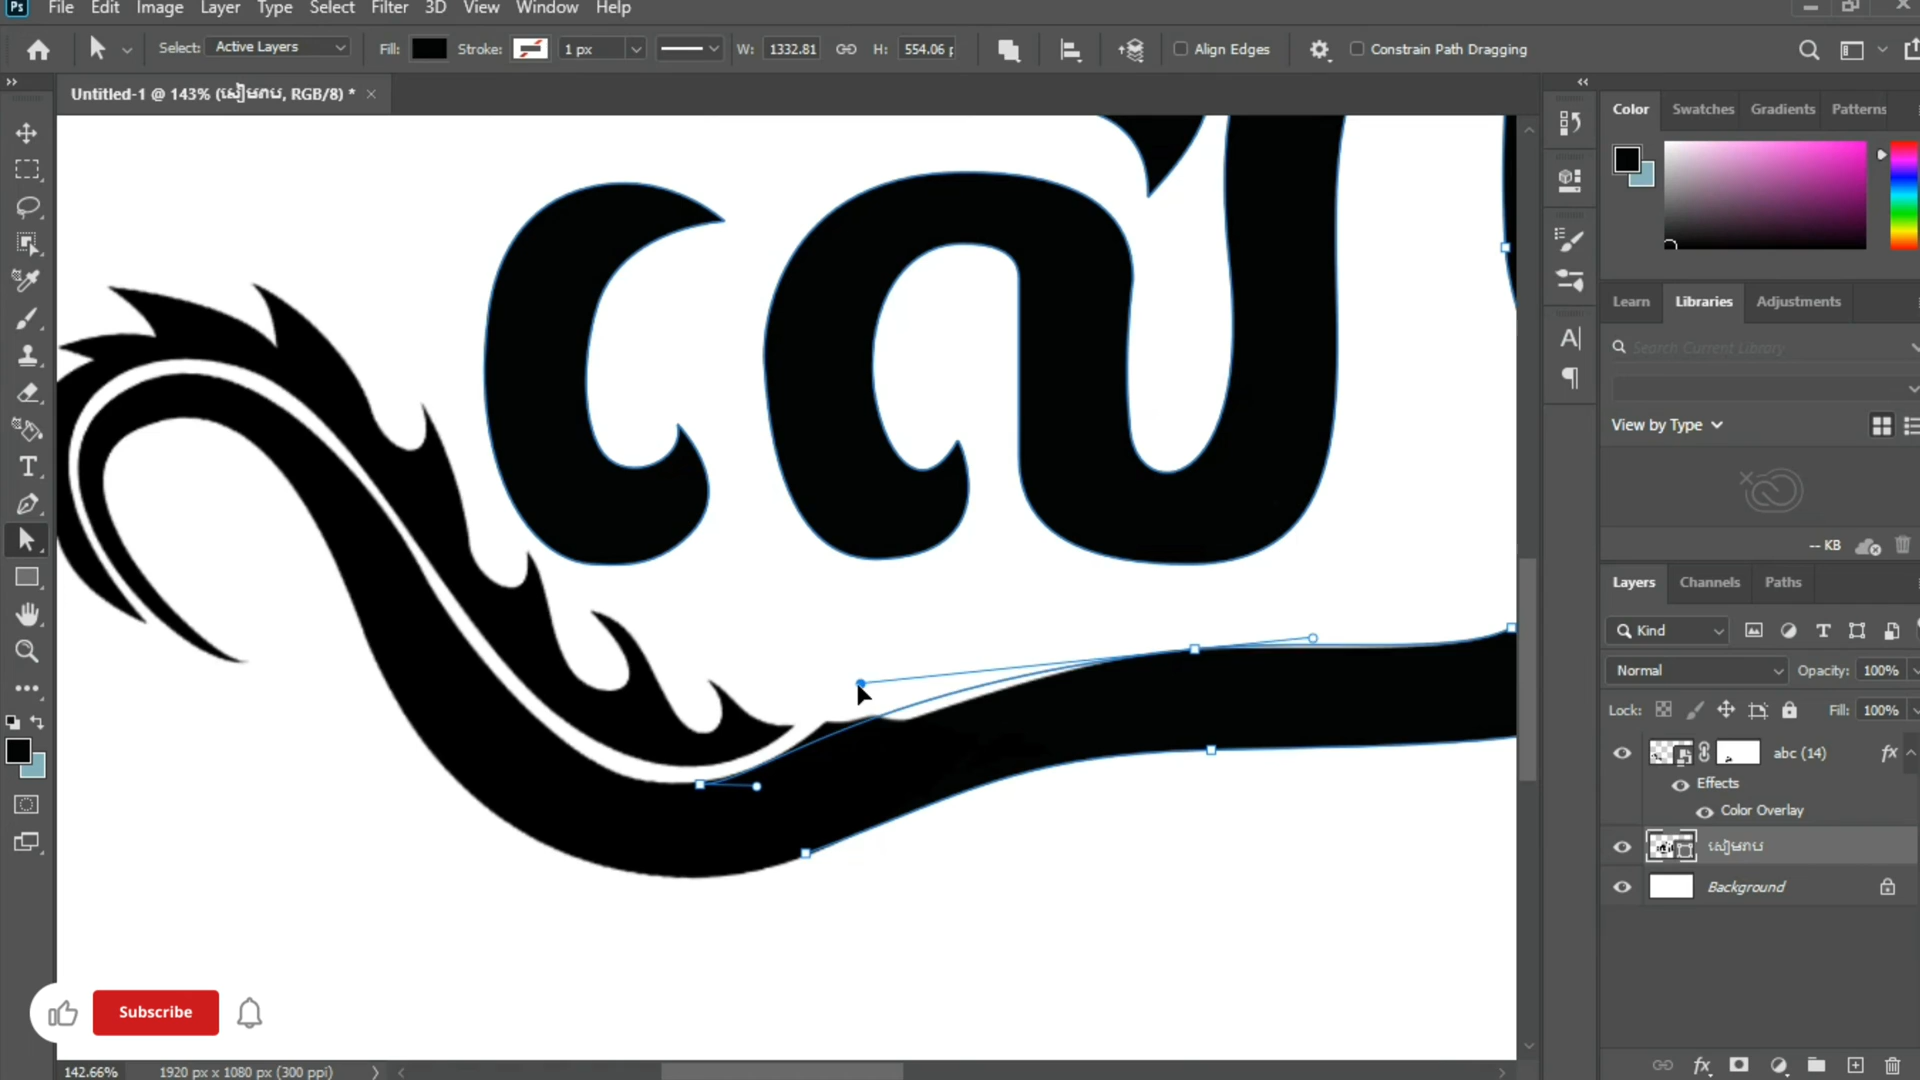 Ps File Edit Image Layer Type Select Filter 3D View Window Help
Select: Active Layers Fill: Stroke: 1 px W: 1332.81 H: 554.06 Align Edges Constrain Path Dragging
Untitled-1 @ 143% (សៀមរាប, RGB/8) *
Color Swatches Gradients Patterns
Learn Libraries Adjustments
Search Current Library
View by Type
-- KB
Layers Channels Paths
Kind
Normal Opacity: 100%
Lock: Fill: 100%
abc (14) fx
Effects
Color Overlay
សៀមរាប
Background
Subscribe
142.66% 1920 px x 1080 px (300 ppi)